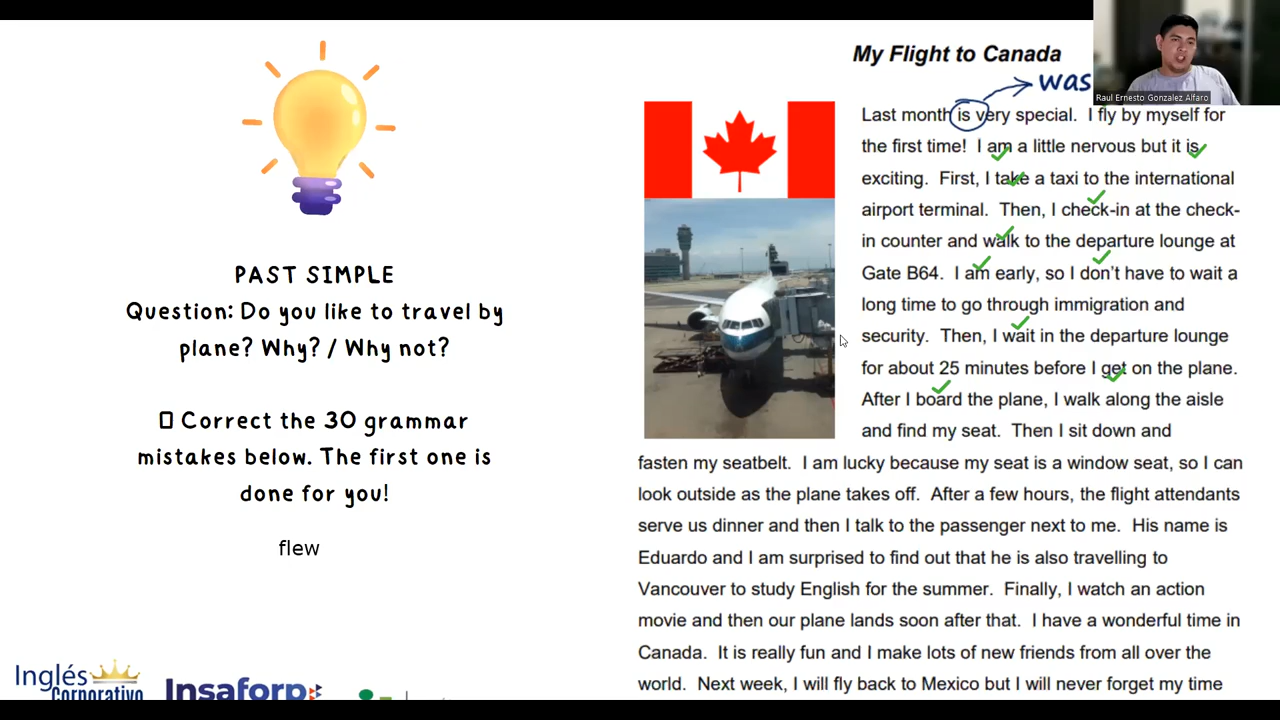 My Flight to Canada
was
Raul Ernesto Gonzalez Alfaro
Last month is very special. I fly by myself for
the first time! I am a little nervous but it is
exciting. First, I take a taxi to the international
airport terminal. Then, I check-in at the check-
in counter and walk to the departure lounge at
Gate B64. I am early, so I don't have to wait a
long time to go through immigration and
security. Then, I wait in the departure lounge
for about 25 minutes before I get on the plane.
After I board the plane, I walk along the aisle
and find my seat. Then I sit down and
fasten my seatbelt. I am lucky because my seat is a window seat, so I can
look outside as the plane takes off. After a few hours, the flight attendants
serve us dinner and then I talk to the passenger next to me. His name is
Eduardo and I am surprised to find out that he is also travelling to
Vancouver to study English for the summer. Finally, I watch an action
movie and then our plane lands soon after that. I have a wonderful time in
Canada. It is really fun and I make lots of new friends from all over the
world. Next week, I will fly back to Mexico but I will never forget my time
PAST SIMPLE
Question: Do you like to travel by
plane? Why? / Why not?
Correct the 30 grammar
mistakes below. The first one is
done for you!
flew
Inglés
Corporativo
Insaforp